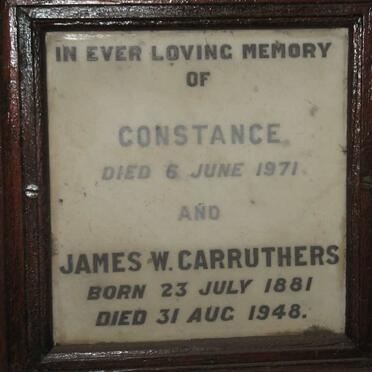 IN EVER LOVING MEMORY
OF
CONSTANCE
DIED 6 JUNE 1971
AND
JAMES W. CARRUTHERS
BORN 23 JULY 1881
DIED 31 AUG 1948.